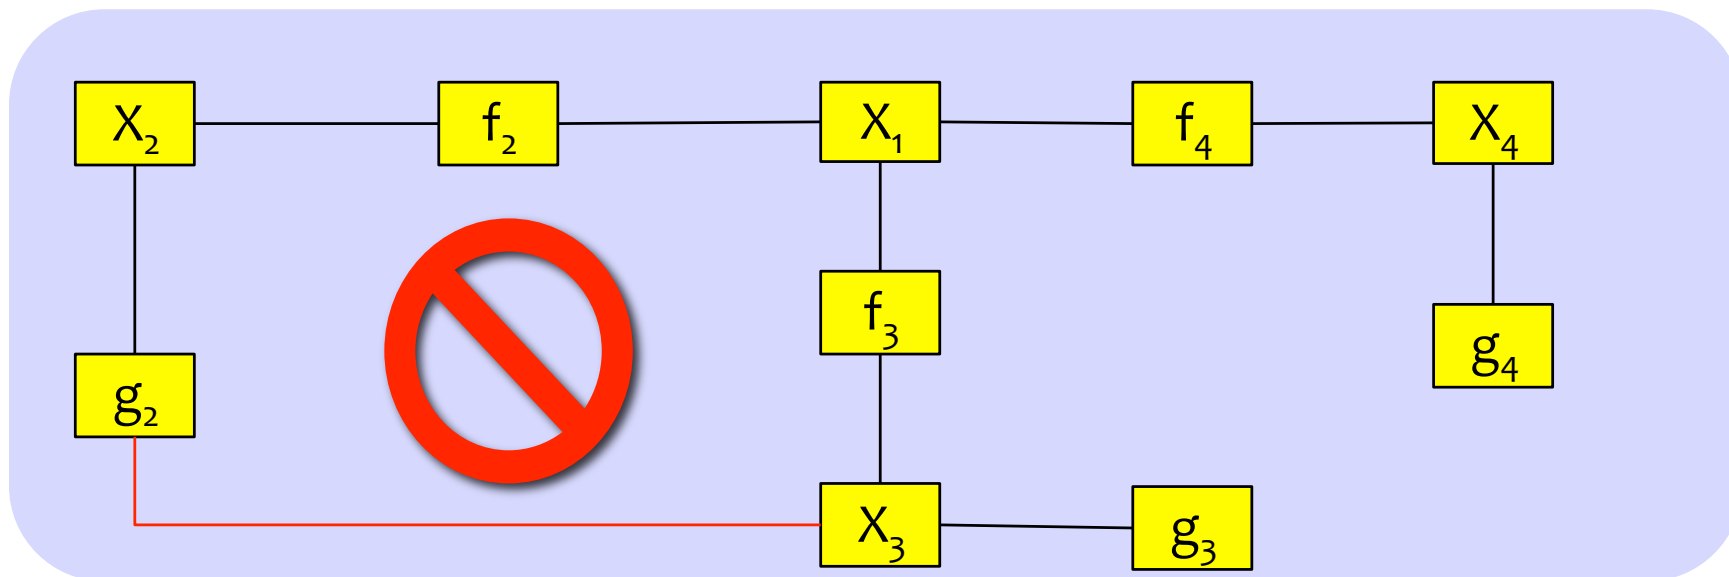 X₂ f₂ X₁ f₄ X₄
f₃
g₄
g₂
X₃ g₃